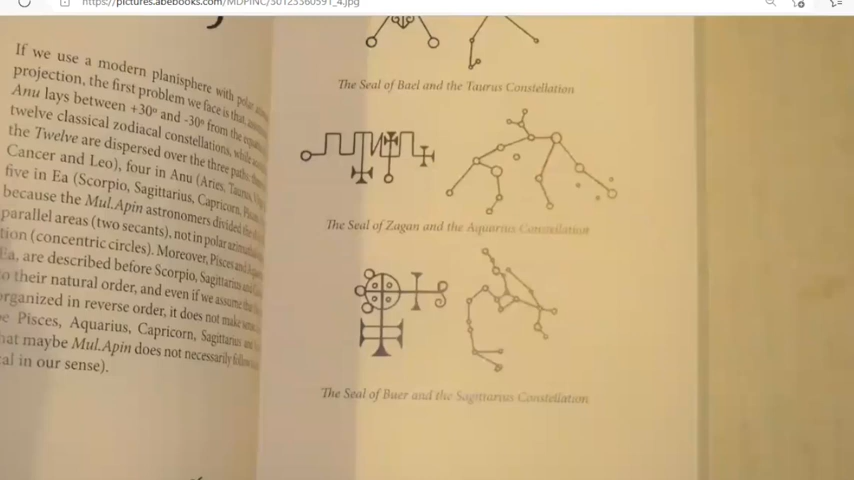 https://pictures.abebooks.com/MDPINC/30123360591_4.jpg
If we use a modern planisphere with polar
projection, the first problem we face is that
Anu lays between +30° and -30° from the
twelve classical zodiacal constellations, while
the Twelve are dispersed over the three paths
Cancer and Leo), four in Anu (Aries, Taurus,
five in Ea (Scorpio, Sagittarius, Capricorn,
because the Mul.Apin astronomers divided the
parallel areas (two secants), not in polar
tion (concentric circles). Moreover, Pisces and
Ea, are described before Scorpio, Sagittarius and
o their natural order, and even if we assume
organized in reverse order, it does not make
e Pisces, Aquarius, Capricorn, Sagittarius
hat maybe Mul.Apin does not necessarily follow
al in our sense).
The Seal of Bael and the Taurus Constellation
The Seal of Zagan and the Aquarius Constellation
The Seal of Buer and the Sagittarius Constellation